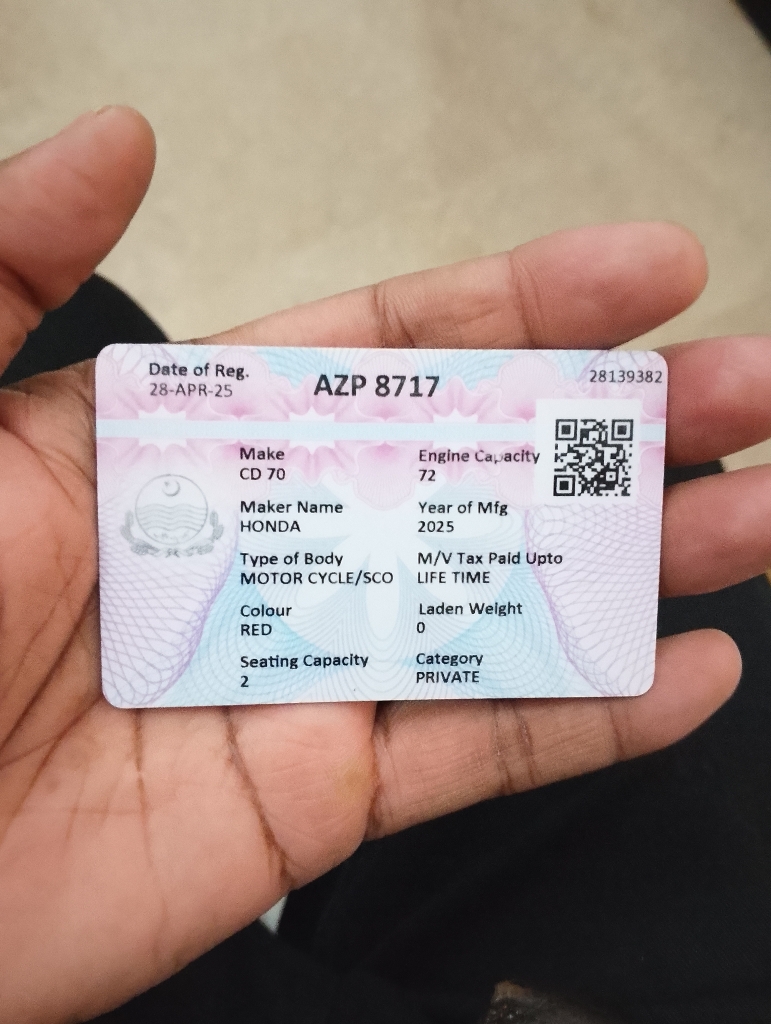 Date of Reg.
28-APR-25
AZP 8717
28139382
Make
CD 70
Engine Capacity
72
Maker Name
HONDA
Year of Mfg
2025
Type of Body
MOTOR CYCLE/SCO
M/V Tax Paid Upto
LIFE TIME
Colour
RED
Laden Weight
0
Seating Capacity
2
Category
PRIVATE